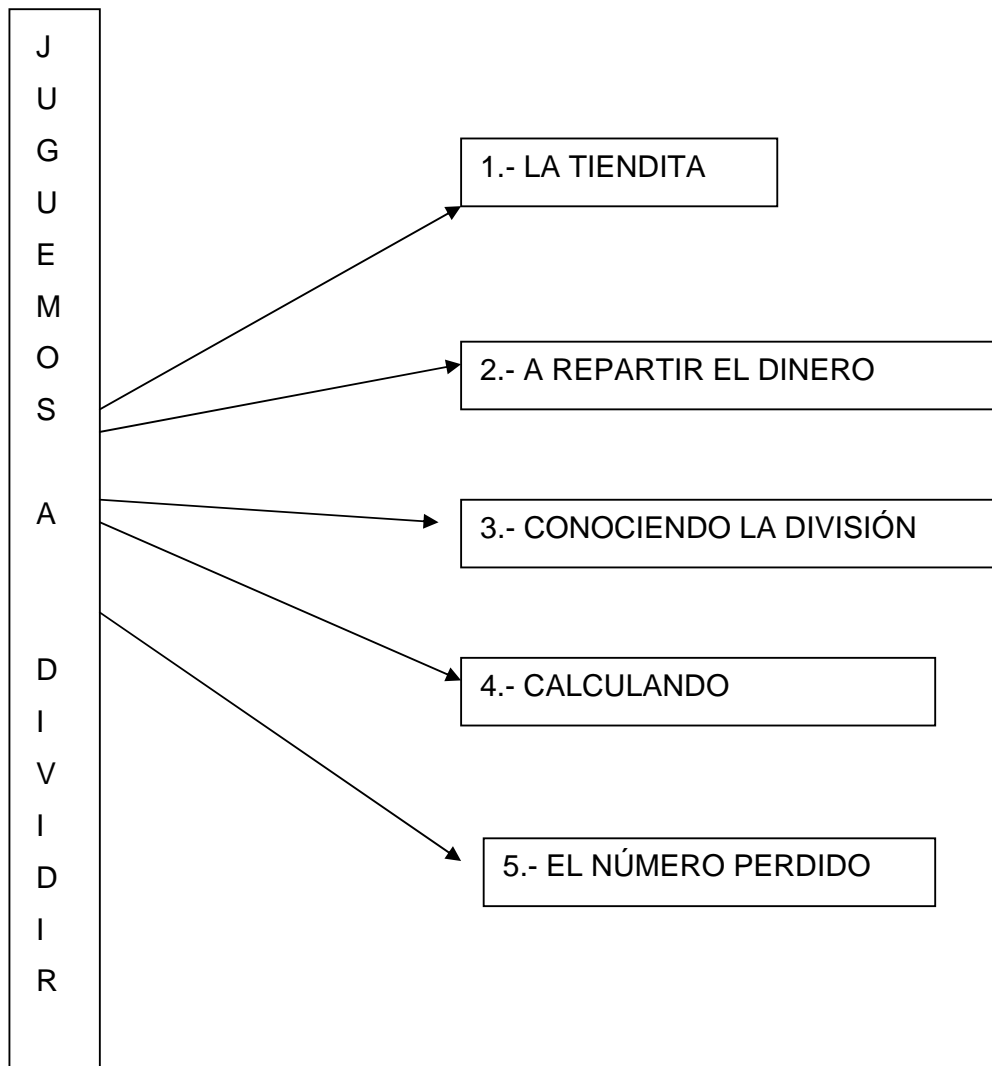 J
U
G
U
E
M
O
S
A
D
I
V
I
D
I
R
1.- LA TIENDITA
2.- A REPARTIR EL DINERO
3.- CONOCIENDO LA DIVISIÓN
4.- CALCULANDO
5.- EL NÚMERO PERDIDO